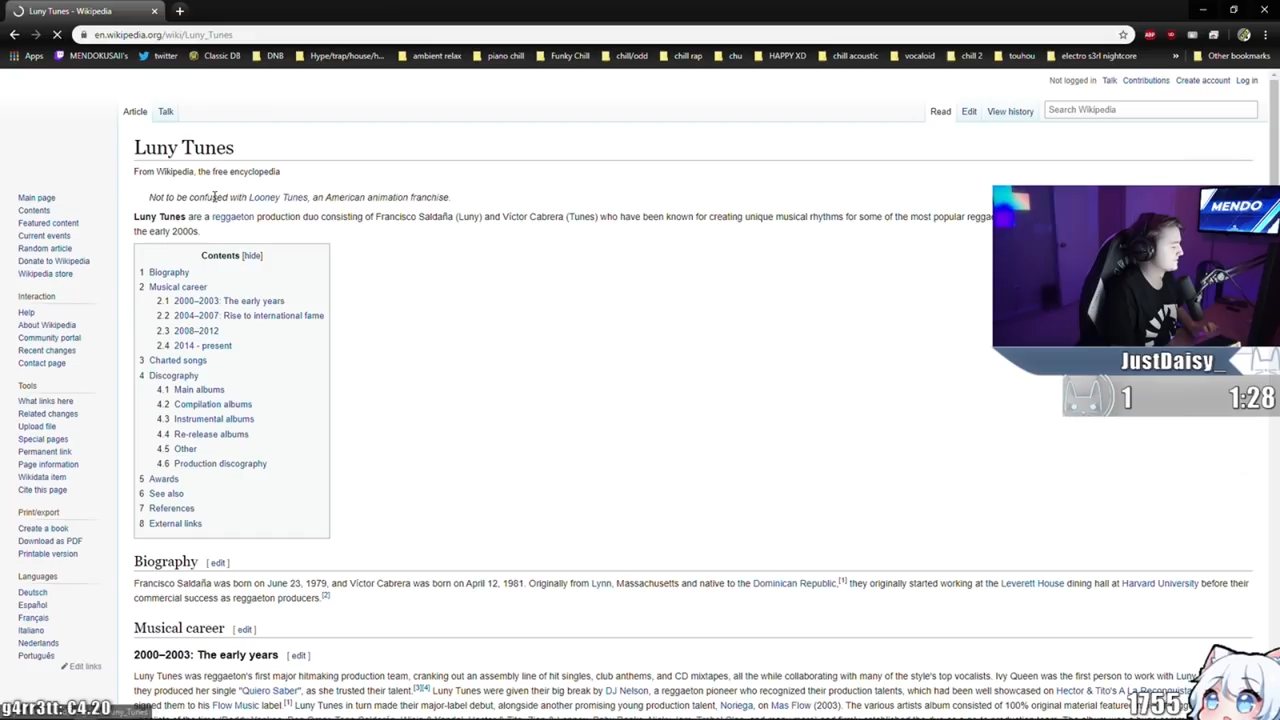 Luny Tunes - Wikipedia
en.wikipedia.org/wiki/Luny_Tunes
Apps MENDOKUSAII's twitter Classic DB DNB Hype/trap/house/h... ambient relax piano chill Funky Chill chill/odd chill rap chu HAPPY XD chill acoustic vocaloid chill 2 touhou electro s3rl nightcore » Other bookmarks
Not logged in Talk Contributions Create account Log in
Article Talk Read Edit View history Search Wikipedia
Luny Tunes
From Wikipedia, the free encyclopedia
Not to be confused with Looney Tunes, an American animation franchise.
Luny Tunes are a reggaeton production duo consisting of Francisco Saldaña (Luny) and Víctor Cabrera (Tunes) who have been known for creating unique musical rhythms for some of the most popular
the early 2000s.
Contents [hide]
1 Biography
2 Musical career
2.1 2000–2003: The early years
2.2 2004–2007: Rise to international fame
2.3 2008–2012
2.4 2014 - present
3 Charted songs
4 Discography
4.1 Main albums
4.2 Compilation albums
4.3 Instrumental albums
4.4 Re-release albums
4.5 Other
4.6 Production discography
5 Awards
6 See also
7 References
8 External links
Main page
Contents
Featured content
Current events
Random article
Donate to Wikipedia
Wikipedia store
Interaction
Help
About Wikipedia
Community portal
Recent changes
Contact page
Tools
What links here
Related changes
Upload file
Special pages
Permanent link
Page information
Wikidata item
Cite this page
Print/export
Create a book
Download as PDF
Printable version
Languages
Deutsch
Español
Français
Italiano
Nederlands
Português
Edit links
MENDO
JustDaisy_
1 1:28
Biography [ edit ]
Francisco Saldaña was born on June 23, 1979, and Víctor Cabrera was born on April 12, 1981. Originally from Lynn, Massachusetts and native to the Dominican Republic,[1] they originally started working at the Leverett House dining hall at Harvard University before their
commercial success as reggaeton producers.[2]
Musical career [ edit ]
2000–2003: The early years [ edit ]
Luny Tunes was reggaeton's first major hitmaking production team, cranking out an assembly line of hit singles, club anthems, and CD mixtapes, all the while collaborating with many of the style's top vocalists. Ivy Queen was the first person to work with Luny
they produced her single "Quiero Saber", as she trusted their talent.[3][4] Luny Tunes were given their big break by DJ Nelson, a reggaeton pioneer who recognized their production talents, which had been well showcased on Hector & Tito's A La Reconquista
signed them to his Flow Music label.[1] Luny Tunes in turn made their major-label debut, alongside another promising young production talent, Noriega, on Mas Flow (2003). The various artists album consisted of 100% original material
g4rr3tt: C4.20
17/55